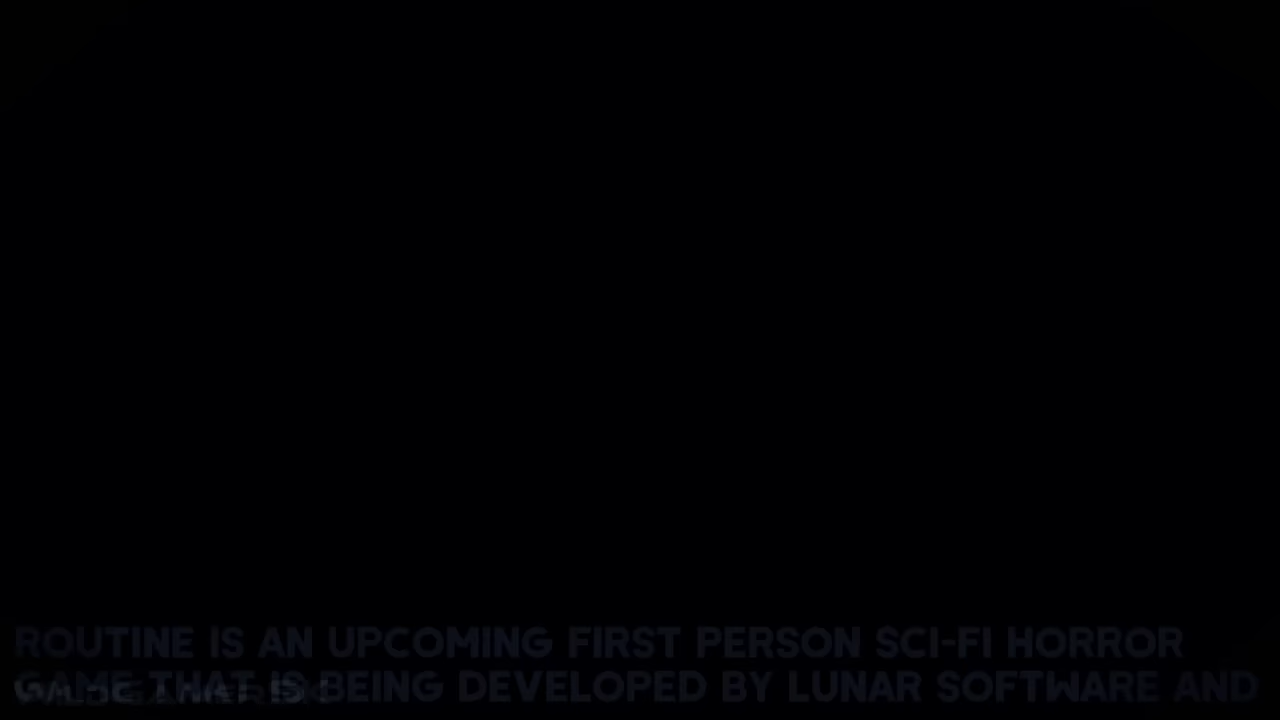 ROUTINE IS AN UPCOMING FIRST PERSON SCI-FI HORROR
GAME THAT IS BEING DEVELOPED BY LUNAR SOFTWARE AND